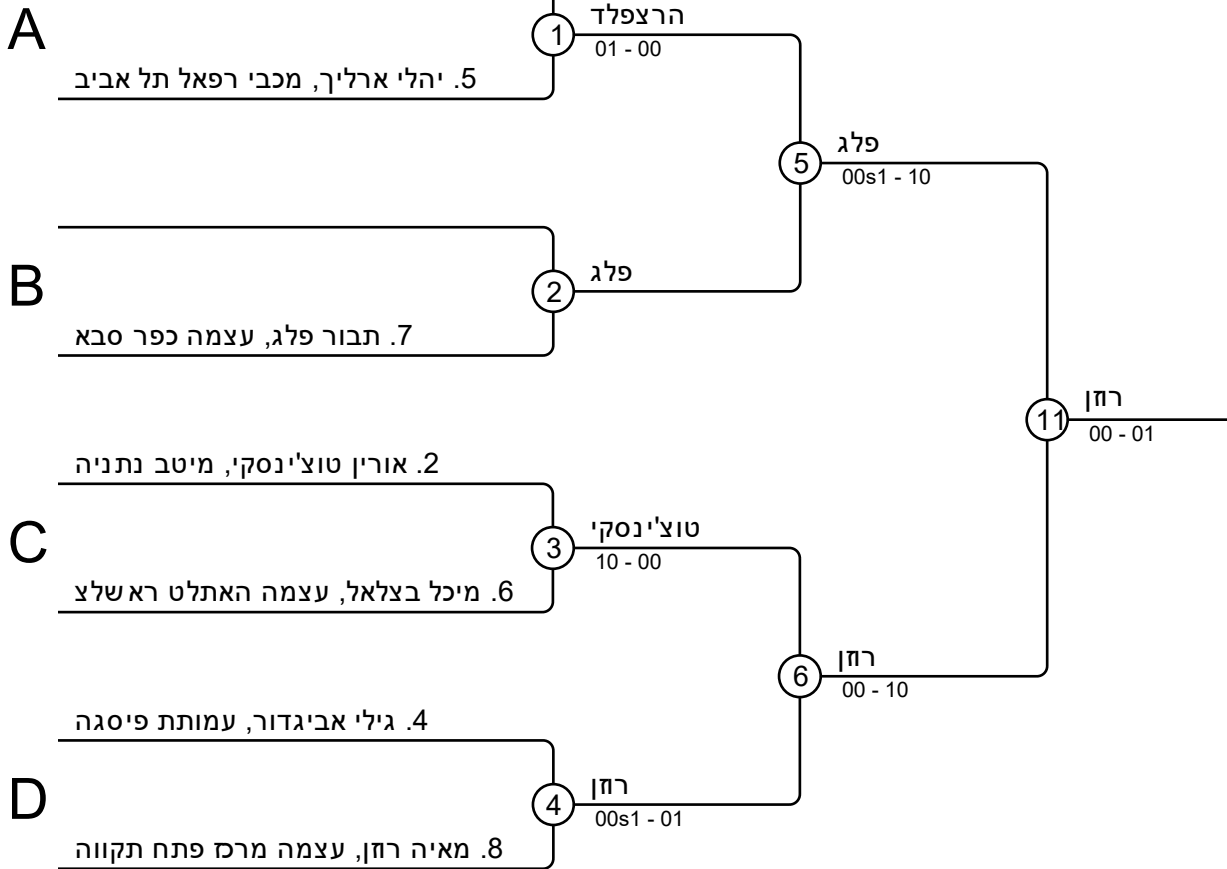 A
1
הרצפלד
01 - 00
5. יהלי ארליך, מכבי רפאל תל אביב
5
פלג
00s1 - 10
B
2
פלג
7. תבור פלג, עצמה כפר סבא
11
רוזן
00 - 01
2. אורין טוצ'ינסקי, מיטב נתניה
C
3
טוצ'ינסקי
10 - 00
6. מיכל בצלאל, עצמה האתלט ראשלצ
6
רוזן
00 - 10
4. גילי אביגדור, עמותת פיסגה
D
4
רוזן
00s1 - 01
8. מאיה רוזן, עצמה מרכז פתח תקווה